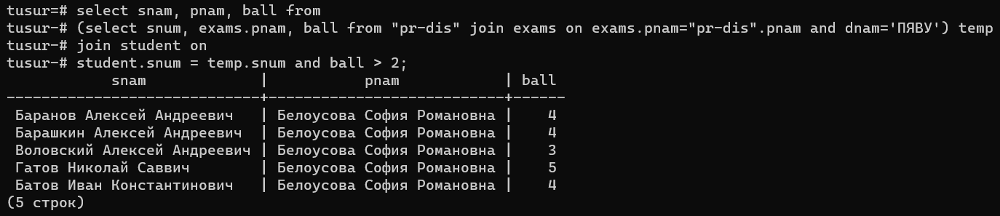 tusur=# select snam, pnam, ball from
tusur-# (select snum, exams.pnam, ball from "pr-dis" join exams on exams.pnam="pr-dis".pnam and dnam='ПЯВУ') temp
tusur-# join student on
tusur-# student.snum = temp.snum and ball > 2;
            snam             |           pnam            | ball
-----------------------------+---------------------------+------
 Баранов Алексей Андреевич   | Белоусова София Романовна |    4
 Барашкин Алексей Андреевич  | Белоусова София Романовна |    4
 Воловский Алексей Андреевич | Белоусова София Романовна |    3
 Гатов Николай Саввич        | Белоусова София Романовна |    5
 Батов Иван Константинович   | Белоусова София Романовна |    4
(5 строк)